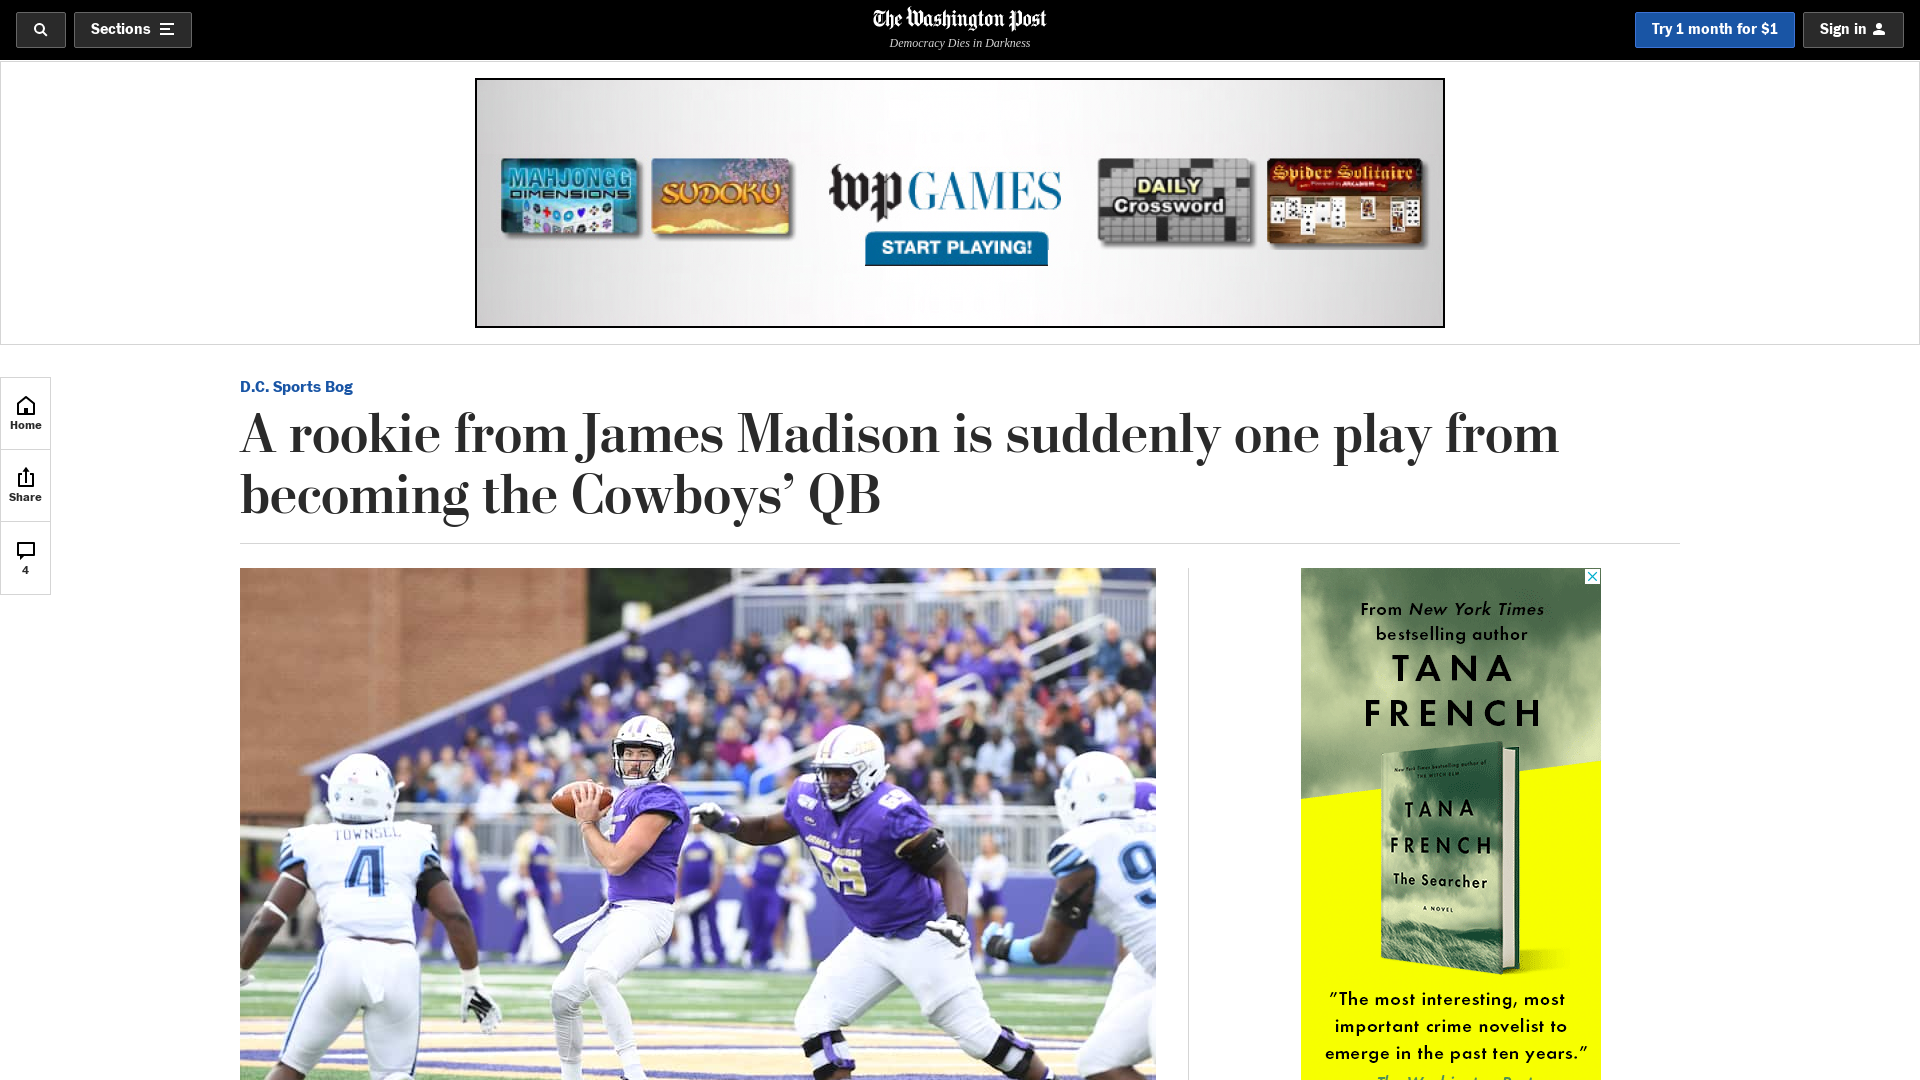 Sections
The Washington Post
Democracy Dies in Darkness
Try 1 month for $1
Sign in
MAHJONGG
DIMENSIONS
SUDOKU
wp GAMES
START PLAYING!
DAILY
Crossword
Spider Solitaire
Home
Share
4
D.C. Sports Bog
A rookie from James Madison is suddenly one play from
becoming the Cowboys’ QB
TOWNSEL
4
JAMES MADISON
59
9
From New York Times
bestselling author
TANA
FRENCH
New York Times bestselling author of
THE WITCH ELM
TANA
FRENCH
The Searcher
A NOVEL
”The most interesting, most
important crime novelist to
emerge in the past ten years.”